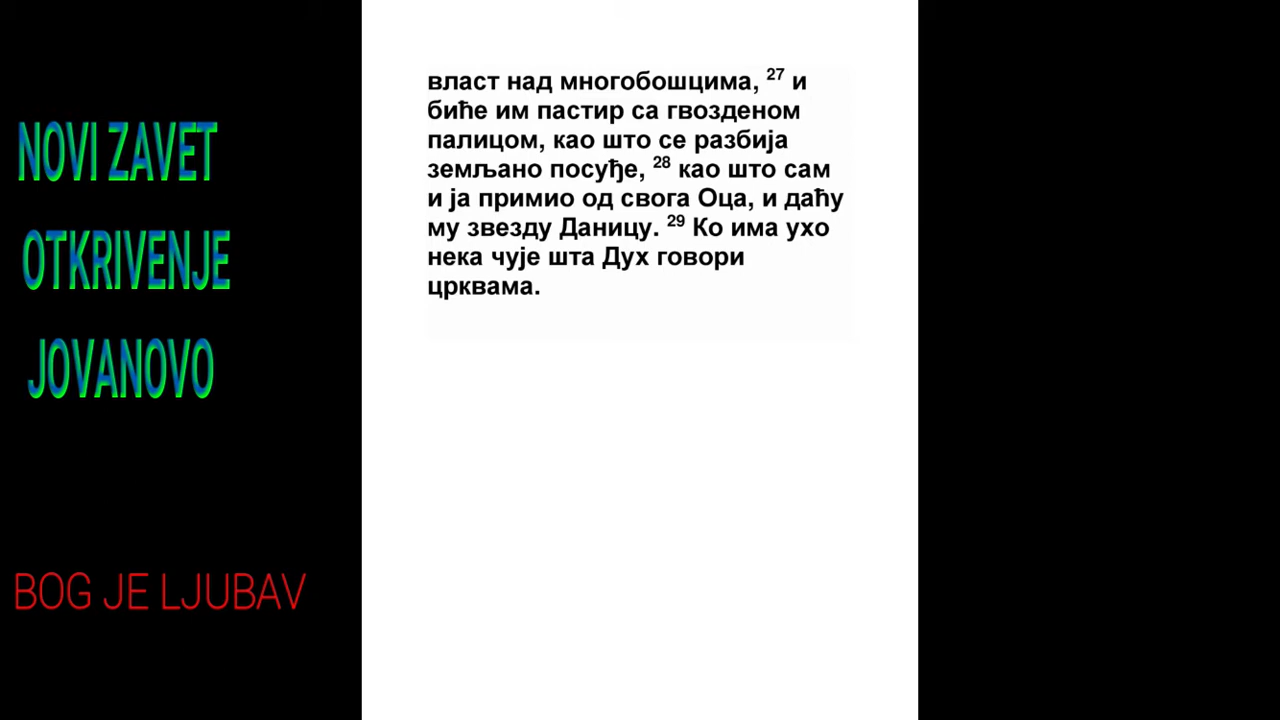 NOVI ZAVET
OTKRIVENJE
JOVANOVO
BOG JE LJUBAV
власт над многобошцима, 27 и
биће им пастир са гвозденом
палицом, као што се разбија
земљано посуђе, 28 као што сам
и ја примио од свога Оца, и даћу
му звезду Даницу. 29 Ко има ухо
нека чује шта Дух говори
црквама.